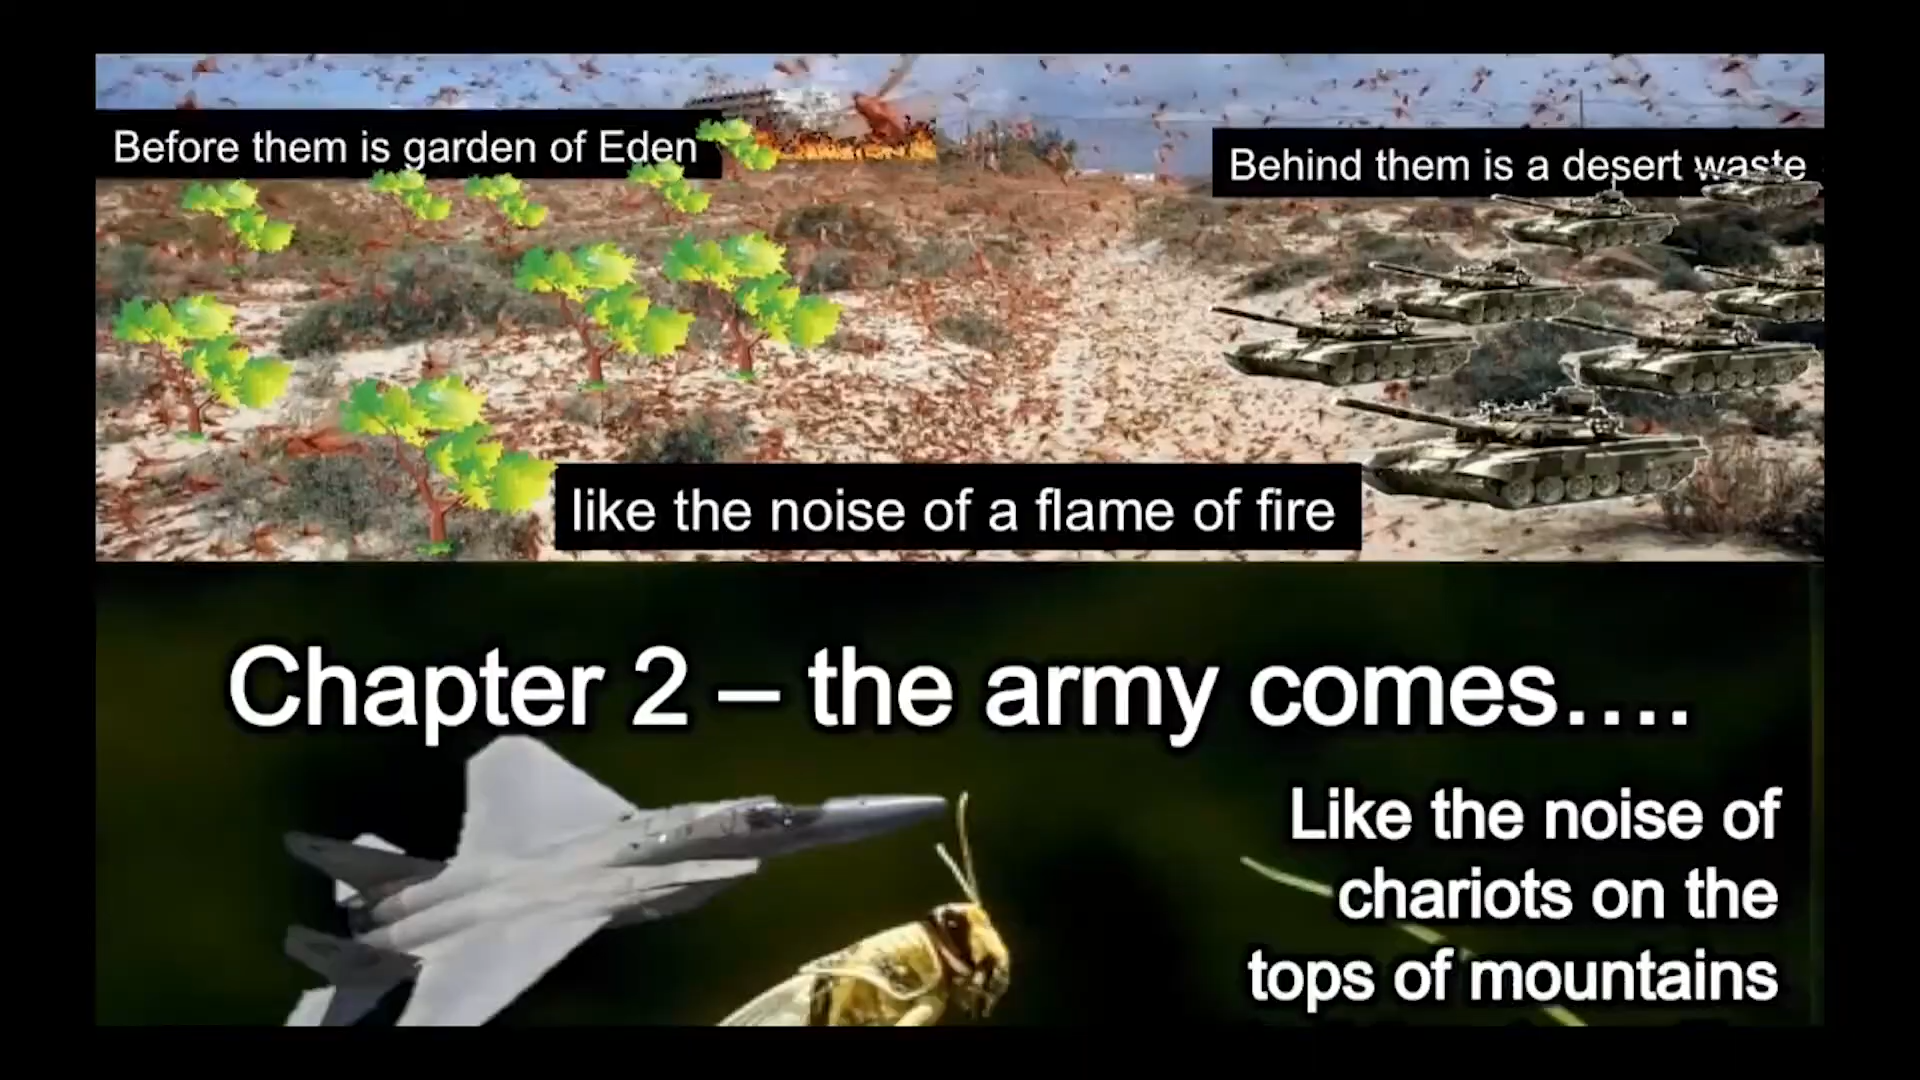 Before them is garden of Eden
Behind them is a desert waste
like the noise of a flame of fire
Chapter 2 – the army comes….
Like the noise of
chariots on the
tops of mountains